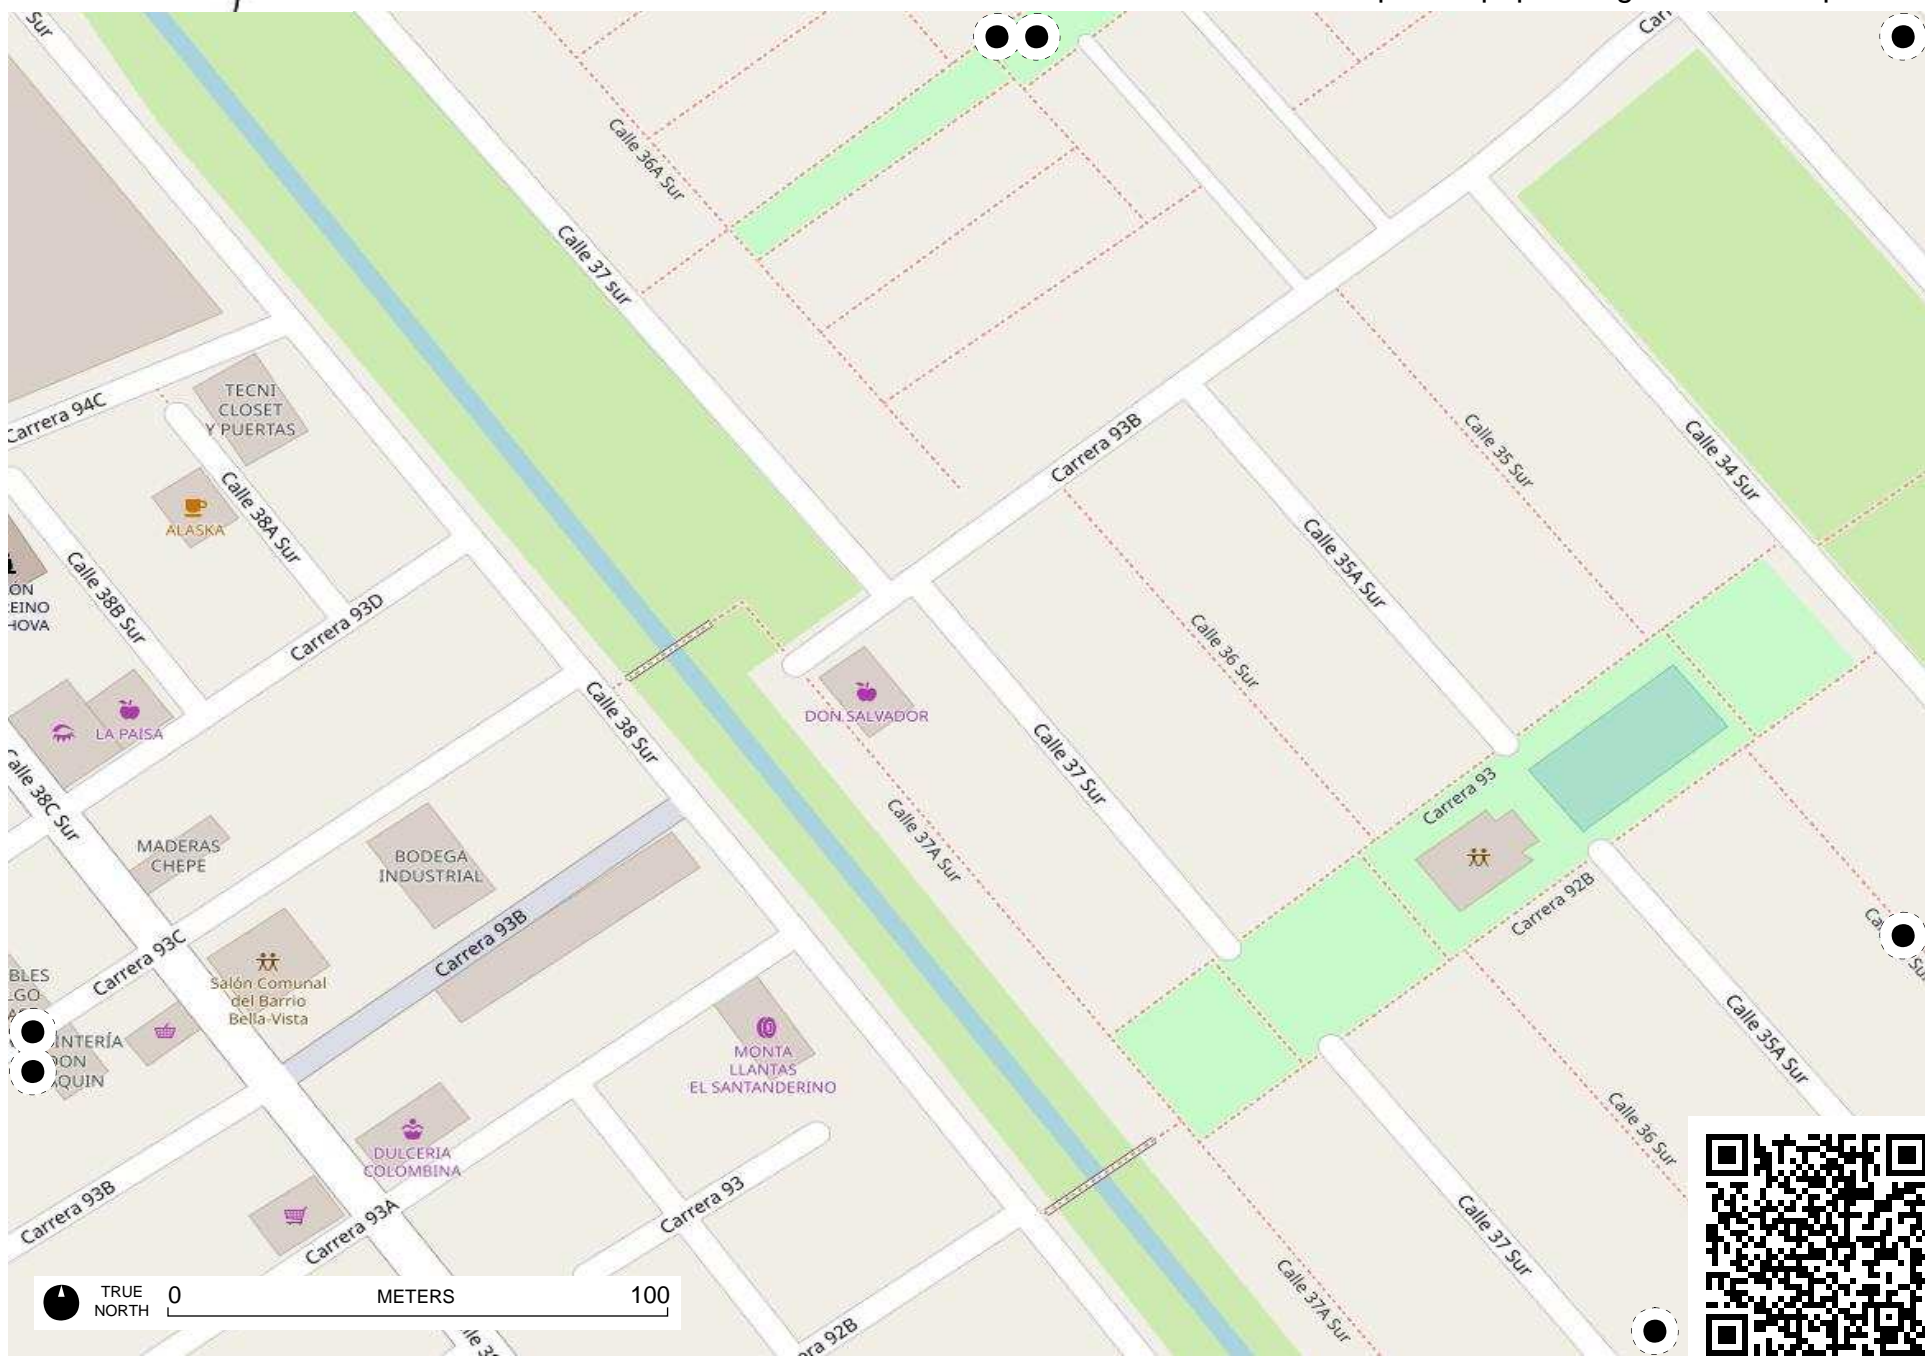 Sur
Calle 36A Sur
Calle 37 sur
TECNI
CLOSET
Y PUERTAS
Carrera 94C
ALASKA
Calle 38A Sur
Calle 38B Sur
Carrera 93D
Carrera 93B
Calle 35 Sur
Calle 34 Sur
Calle 35A Sur
Calle 36 Sur
LA PAISA
DON SALVADOR
Calle 38 Sur
Calle 37 Sur
Calle 38C Sur
Calle 37A Sur
Carrera 93
Carrera 92B
MADERAS
CHEPE
BODEGA
INDUSTRIAL
Carrera 93B
Carrera 93C
Salón Comunal
del Barrio
Bella-Vista
MONTA
LLANTAS
EL SANTANDERINO
Calle 35A Sur
Calle 36 Sur
DULCERIA
COLOMBINA
Carrera 93B
Carrera 93A
Carrera 93
Calle 37 Sur
Calle 37A Sur
TRUE
NORTH
0 METERS 100
92B